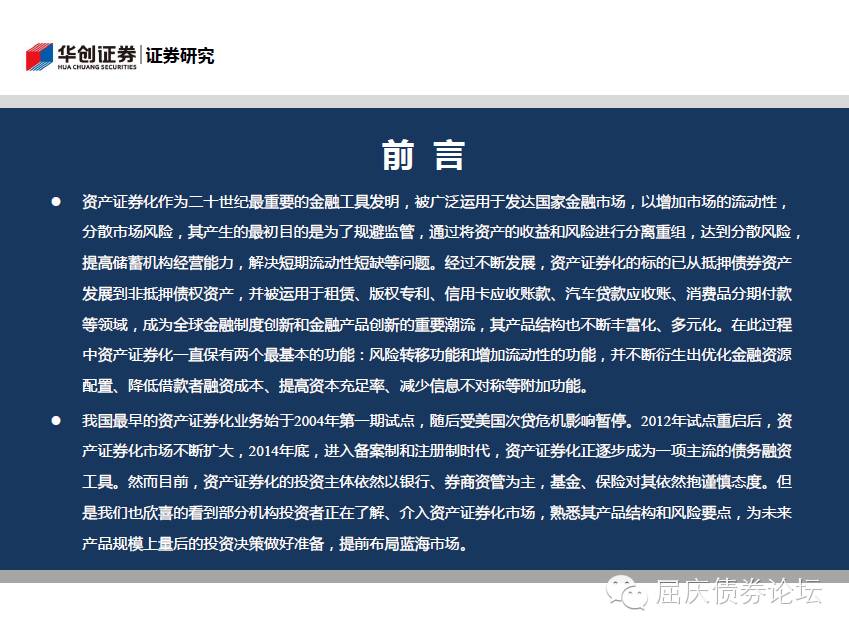 华创证券 证券研究
HUA CHUANG SECURITIES
前 言
● 资产证券化作为二十世纪最重要的金融工具发明，被广泛运用于发达国家金融市场，以增加市场的流动性，
分散市场风险，其产生的最初目的是为了规避监管，通过将资产的收益和风险进行分离重组，达到分散风险，
提高储蓄机构经营能力，解决短期流动性短缺等问题。经过不断发展，资产证券化的标的已从抵押债券资产
发展到非抵押债权资产，并被运用于租赁、版权专利、信用卡应收账款、汽车贷款应收账、消费品分期付款
等领域，成为全球金融制度创新和金融产品创新的重要潮流，其产品结构也不断丰富化、多元化。在此过程
中资产证券化一直保有两个最基本的功能：风险转移功能和增加流动性的功能，并不断衍生出优化金融资源
配置、降低借款者融资成本、提高资本充足率、减少信息不对称等附加功能。
● 我国最早的资产证券化业务始于2004年第一期试点，随后受美国次贷危机影响暂停。2012年试点重启后，资
产证券化市场不断扩大，2014年底，进入备案制和注册制时代，资产证券化正逐步成为一项主流的债务融资
工具。然而目前，资产证券化的投资主体依然以银行、券商资管为主，基金、保险对其依然抱谨慎态度。但
是我们也欣喜的看到部分机构投资者正在了解、介入资产证券化市场，熟悉其产品结构和风险要点，为未来
产品规模上量后的投资决策做好准备，提前布局蓝海市场。
屈庆债券论坛